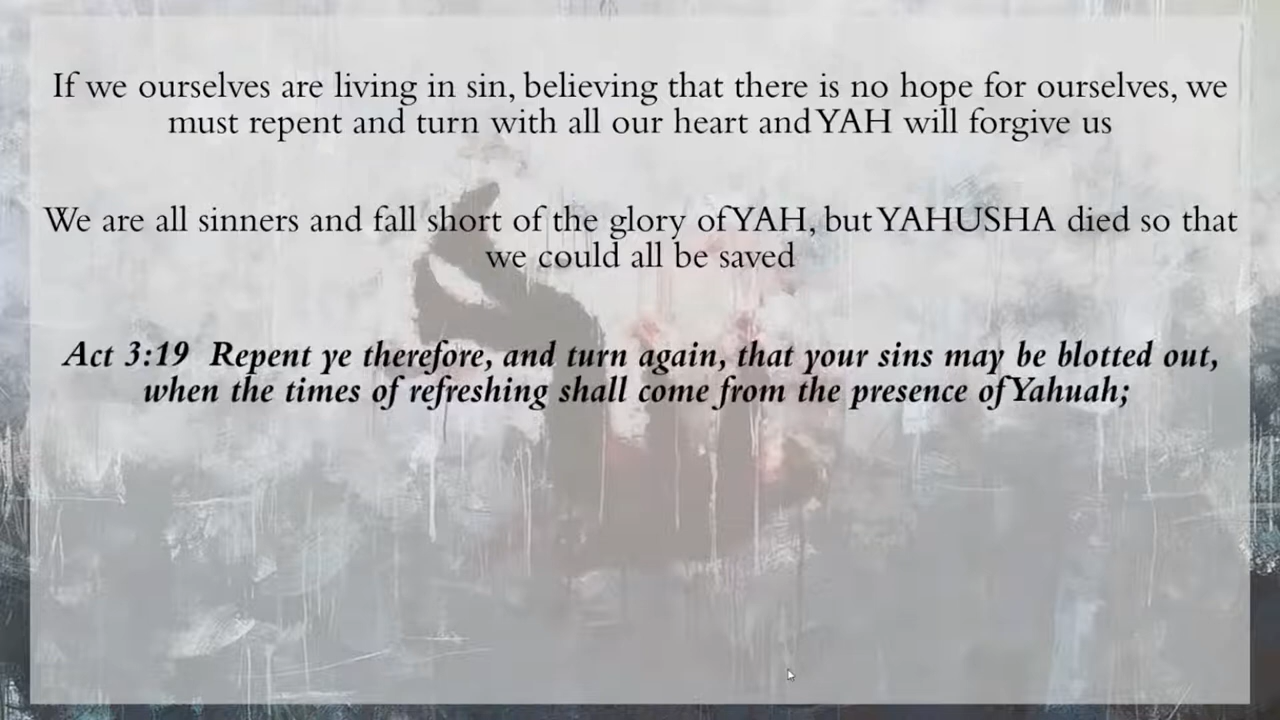 If we ourselves are living in sin, believing that there is no hope for ourselves, we
must repent and turn with all our heart and YAH will forgive us
We are all sinners and fall short of the glory of YAH, but YAHUSHA died so that
we could all be saved
Act 3:19 Repent ye therefore, and turn again, that your sins may be blotted out,
when the times of refreshing shall come from the presence of Yahuah;